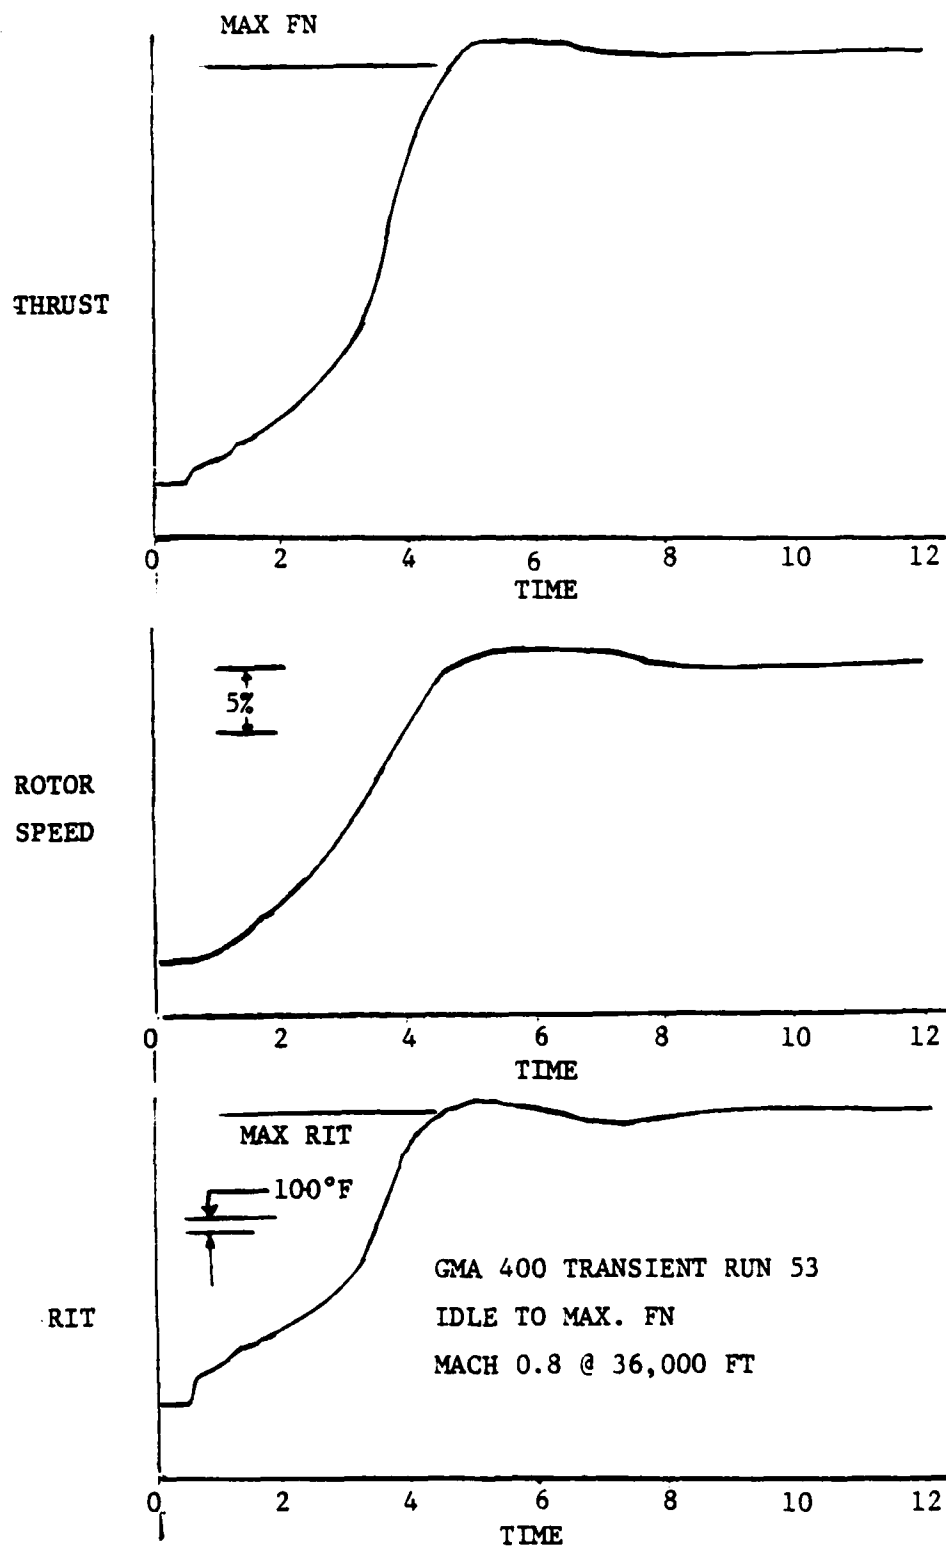 MAX FN
THRUST
0 2 4 6 8 10 12
TIME
5%
ROTOR
SPEED
0 2 4 6 8 10 12
TIME
MAX RIT
100°F
GMA 400 TRANSIENT RUN 53
IDLE TO MAX. FN
MACH 0.8 @ 36,000 FT
RIT
0 2 4 6 8 10 12
TIME